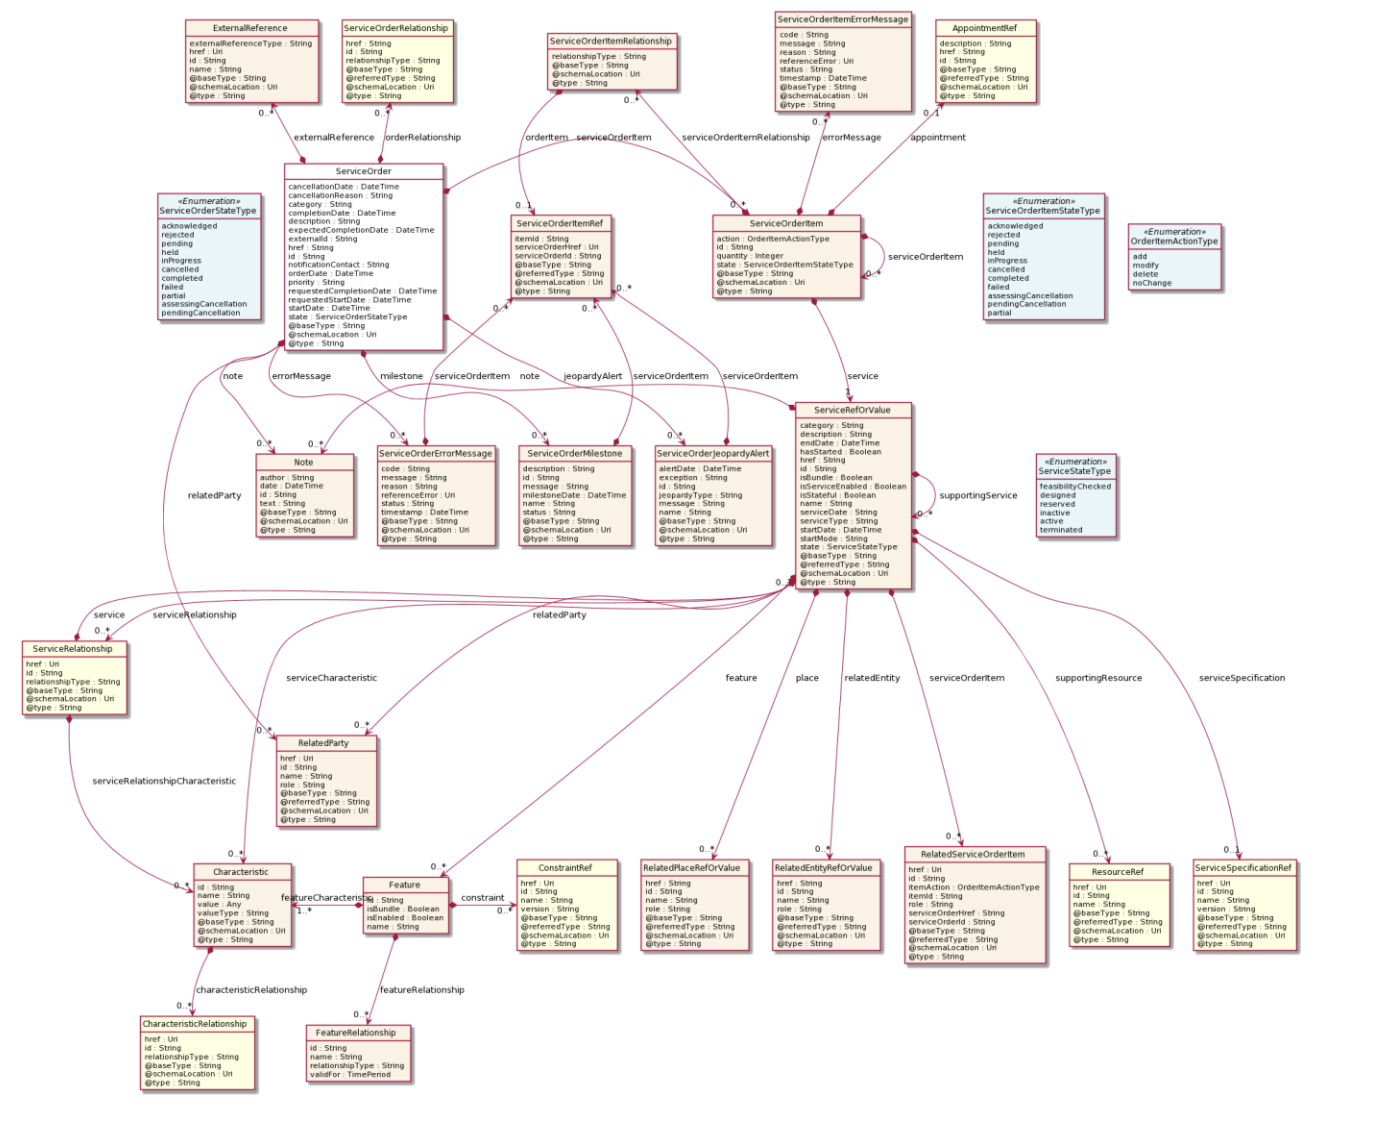 ExternalReference
externalReferenceType : String
href : Uri
id : String
name : String
@baseType : String
@schemaLocation : Uri
@type : String
ServiceOrderRelationship
href : String
id : String
relationshipType : String
@baseType : String
@referredType : String
@schemaLocation : Uri
@type : String
ServiceOrderItemRelationship
relationshipType : String
@baseType : String
@schemaLocation : Uri
@type : String
ServiceOrderItemErrorMessage
code : String
message : String
reason : String
referenceError : Uri
status : String
timestamp : DateTime
@baseType : String
@schemaLocation : Uri
@type : String
AppointmentRef
description : String
href : String
id : String
@baseType : String
@referredType : String
@schemaLocation : Uri
@type : String
0..*
0..*
0..*
0..*
0..1
externalReference
orderRelationship
orderItem
serviceOrderItem
serviceOrderItemRelationship
errorMessage
appointment
«Enumeration»
ServiceOrderStateType
acknowledged
rejected
pending
held
inProgress
cancelled
completed
failed
partial
assessingCancellation
pendingCancellation
ServiceOrder
cancellationDate : DateTime
cancellationReason : String
category : String
completionDate : DateTime
description : String
expectedCompletionDate : DateTime
externalId : String
href : String
id : String
notificationContact : String
orderDate : DateTime
priority : String
requestedCompletionDate : DateTime
requestedStartDate : DateTime
startDate : DateTime
state : ServiceOrderStateType
@baseType : String
@schemaLocation : Uri
@type : String
0..1
0..*
ServiceOrderItemRef
itemId : String
serviceOrderHref : Uri
serviceOrderId : String
@baseType : String
@referredType : String
@schemaLocation : Uri
@type : String
ServiceOrderItem
action : OrderItemActionType
id : String
quantity : Integer
state : ServiceOrderItemStateType
@baseType : String
@schemaLocation : Uri
@type : String
serviceOrderItem
0..*
«Enumeration»
ServiceOrderItemStateType
acknowledged
rejected
pending
held
inProgress
cancelled
completed
failed
assessingCancellation
pendingCancellation
partial
«Enumeration»
OrderItemActionType
add
modify
delete
noChange
0..*
0..*
0..*
note
errorMessage
milestone
serviceOrderItem
note
jeopardyAlert
serviceOrderItem
serviceOrderItem
service
1
0..*
0..*
0..*
0..*
0..*
Note
author : String
date : DateTime
id : String
text : String
@baseType : String
@schemaLocation : Uri
@type : String
ServiceOrderErrorMessage
code : String
message : String
reason : String
referenceError : Uri
status : String
timestamp : DateTime
@baseType : String
@schemaLocation : Uri
@type : String
ServiceOrderMilestone
description : String
id : String
message : String
milestoneDate : DateTime
name : String
status : String
@baseType : String
@schemaLocation : Uri
@type : String
ServiceOrderJeopardyAlert
alertDate : DateTime
exception : String
id : String
jeopardyType : String
message : String
name : String
@baseType : String
@schemaLocation : Uri
@type : String
ServiceRefOrValue
category : String
description : String
endDate : DateTime
hasStarted : Boolean
href : String
id : String
isBundle : Boolean
isServiceEnabled : Boolean
isStateful : Boolean
name : String
serviceDate : String
serviceType : String
startDate : DateTime
startMode : String
state : ServiceStateType
@baseType : String
@referredType : String
@schemaLocation : Uri
@type : String
supportingService
0..*
«Enumeration»
ServiceStateType
feasibilityChecked
designed
reserved
inactive
active
terminated
relatedParty
service
serviceRelationship
relatedParty
0..*
ServiceRelationship
href : Uri
id : String
relationshipType : String
@baseType : String
@schemaLocation : Uri
@type : String
serviceCharacteristic
feature
place
relatedEntity
serviceOrderItem
supportingResource
serviceSpecification
0..*
0..*
RelatedParty
href : Uri
id : String
name : String
role : String
@baseType : String
@referredType : String
@schemaLocation : Uri
@type : String
serviceRelationshipCharacteristic
0..*
0..*
0..*
0..*
0..*
0..*
0..*
0..1
Characteristic
id : String
name : String
value : Any
valueType : String
@baseType : String
@schemaLocation : Uri
@type : String
featureCharacteristic
1..*
Feature
id : String
isBundle : Boolean
isEnabled : Boolean
name : String
constraint
0..*
ConstraintRef
href : Uri
id : String
name : String
version : String
@baseType : String
@referredType : String
@schemaLocation : Uri
@type : String
RelatedPlaceRefOrValue
href : String
id : String
name : String
role : String
@baseType : String
@referredType : String
@schemaLocation : Uri
@type : String
RelatedEntityRefOrValue
href : String
id : String
name : String
role : String
@baseType : String
@referredType : String
@schemaLocation : Uri
@type : String
RelatedServiceOrderItem
href : Uri
id : String
itemAction : OrderItemActionType
itemId : String
role : String
serviceOrderHref : String
serviceOrderId : String
@baseType : String
@referredType : String
@schemaLocation : Uri
@type : String
ResourceRef
href : Uri
id : String
name : String
@baseType : String
@referredType : String
@schemaLocation : Uri
@type : String
ServiceSpecificationRef
href : Uri
id : String
name : String
version : String
@baseType : String
@referredType : String
@schemaLocation : Uri
@type : String
characteristicRelationship
featureRelationship
0..*
0..*
CharacteristicRelationship
href : Uri
id : String
relationshipType : String
@baseType : String
@schemaLocation : Uri
@type : String
FeatureRelationship
id : String
name : String
relationshipType : String
validFor : TimePeriod